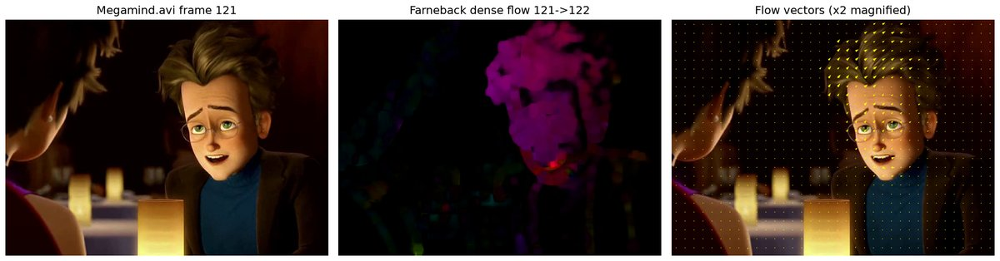 Megamind.avi frame 121
Farneback dense flow 121->122
Flow vectors (x2 magnified)